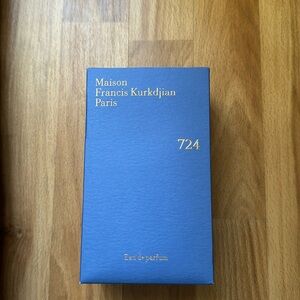 Maison
Francis Kurkdjian
Paris
724
Eau de parfum